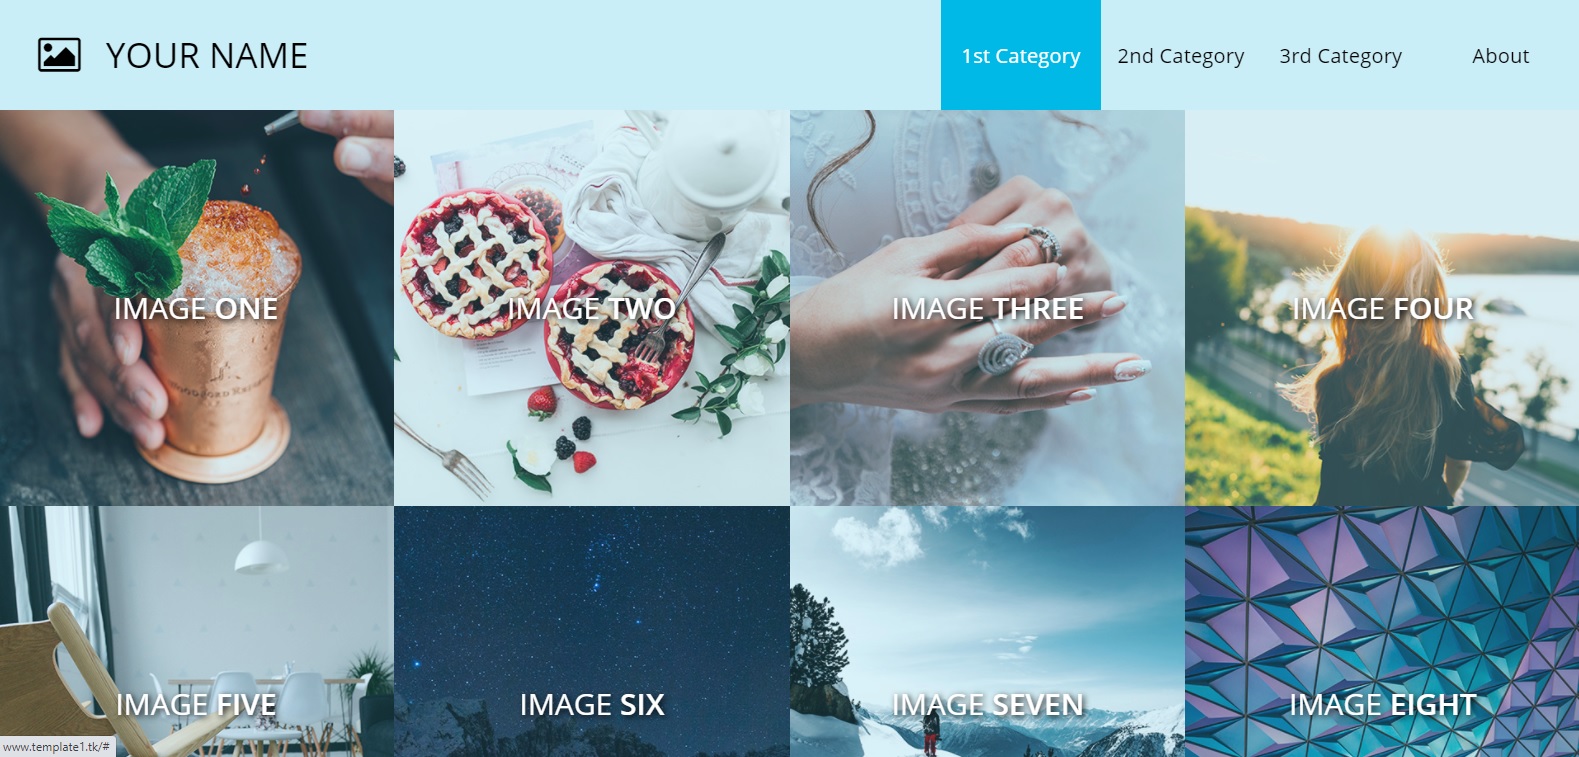 YOUR NAME
1st Category 2nd Category 3rd Category About
IMAGE ONE
IMAGE TWO
IMAGE THREE
IMAGE FOUR
IMAGE FIVE
IMAGE SIX
IMAGE SEVEN
IMAGE EIGHT
www.template1.tk/#